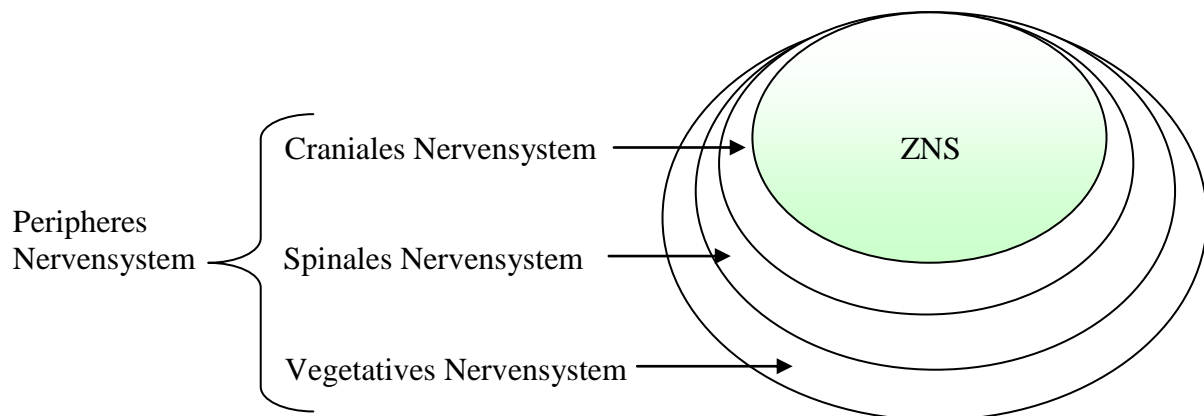 Craniales Nervensystem
ZNS
Peripheres
Nervensystem
Spinales Nervensystem
Vegetatives Nervensystem